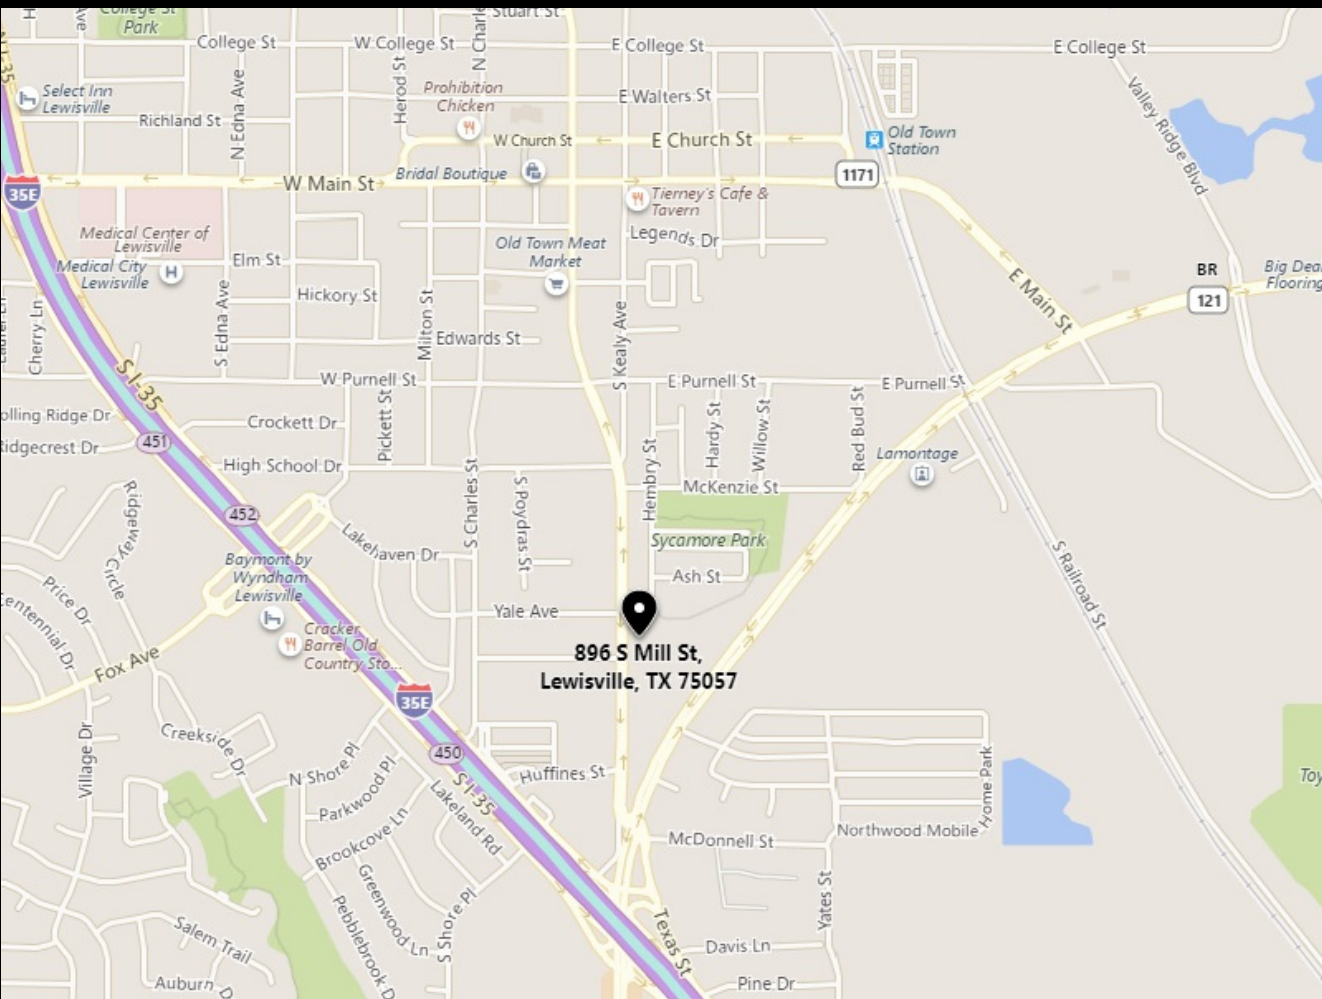 Stuart St
College St
Park
College St
W College St
N Charle
E College St
E College St
N I-35
Select Inn
Lewisville
Herod St
Prohibition
Chicken
E Walters St
Valley Ridge Blvd
Richland St
N Edna Ave
W Church St
E Church St
Old Town
Station
35E
W Main St
Bridal Boutique
1171
Tierney's Cafe &
Tavern
Medical Center of
Lewisville
Legends Dr
Old Town Meat
Market
Elm St
Medical City
Lewisville
H
BR
121
Big Dea
Flooring
Hickory St
E Main St
Cherry Ln
S Edna Ave
Milton St
Edwards St
S Kealy Ave
S I-35
W Purnell St
E Purnell St
E Purnell St
olling Ridge Dr
Crockett Dr
Pickett St
Hardy St
Willow St
Red Bud St
idgecrest Dr
451
High School Dr
Hembry St
Lamontage
McKenzie St
Ridgeway Circle
452
S Charles St
S Poydras St
Lakehaven Dr
Sycamore Park
Baymont by
Wyndham
Lewisville
Ash St
S Railroad St
Price Dr
Centennial Dr
Yale Ave
Cracker
Barrel Old
Country Sto...
896 S Mill St,
Lewisville, TX 75057
Fox Ave
35E
Village Dr
Creekside Dr
N Shore Pl
450
S I-35
Huffines St
Home Park
Toy
Parkwood Pl
Lakeland Rd
Brookcove Ln
McDonnell St
Northwood Mobile
Greenwood Ln
Pebblebrook D
S Shore Pl
Yates St
Texas St
Salem Trail
Davis Ln
Auburn D
Pine Dr